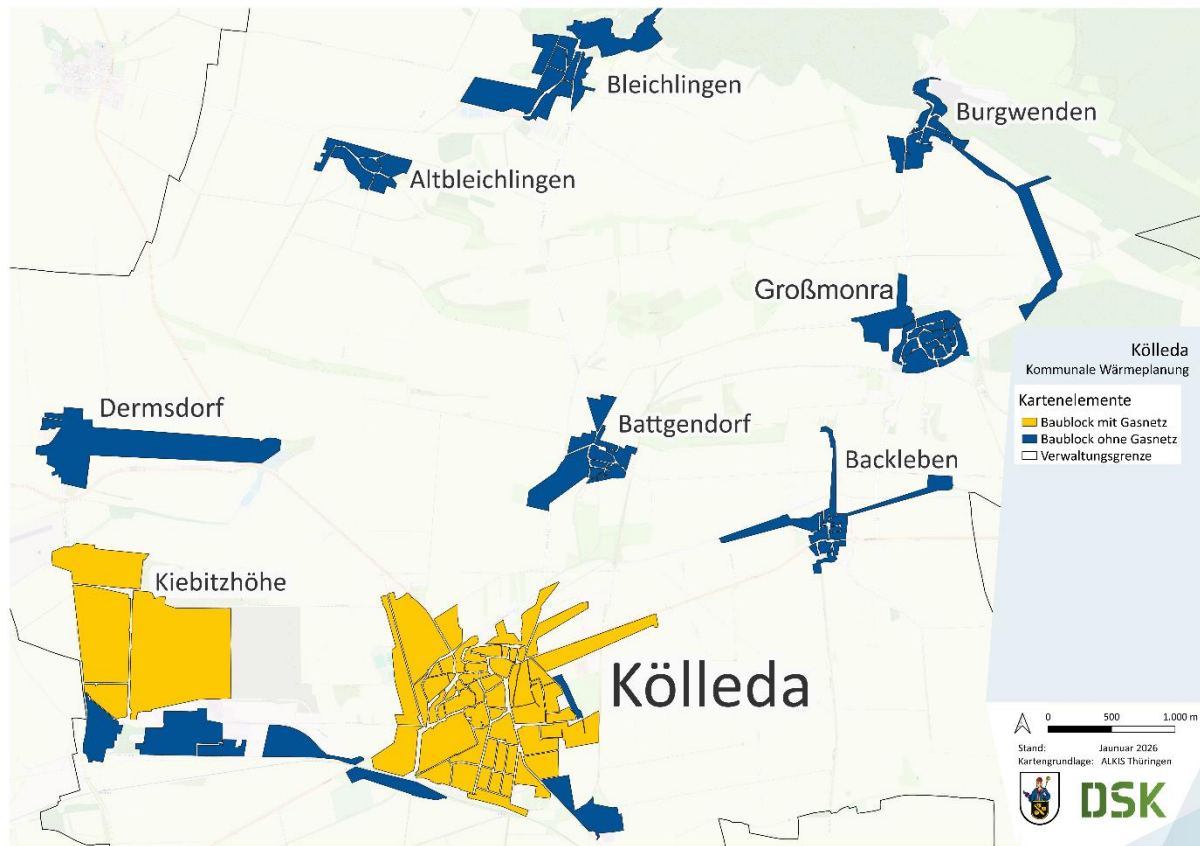 Bleichlingen
Burgwenden
Altbleichlingen
Großmonra
Kölleda
Kommunale Wärmeplanung
Kartenelemente
Baublock mit Gasnetz
Baublock ohne Gasnetz
Verwaltungsgrenze
Dermsdorf
Battgendorf
Backleben
Kiebitzhöhe
Kölleda
0 500 1.000 m
Stand: Jaunuar 2026
Kartengrundlage: ALKIS Thüringen
DSK